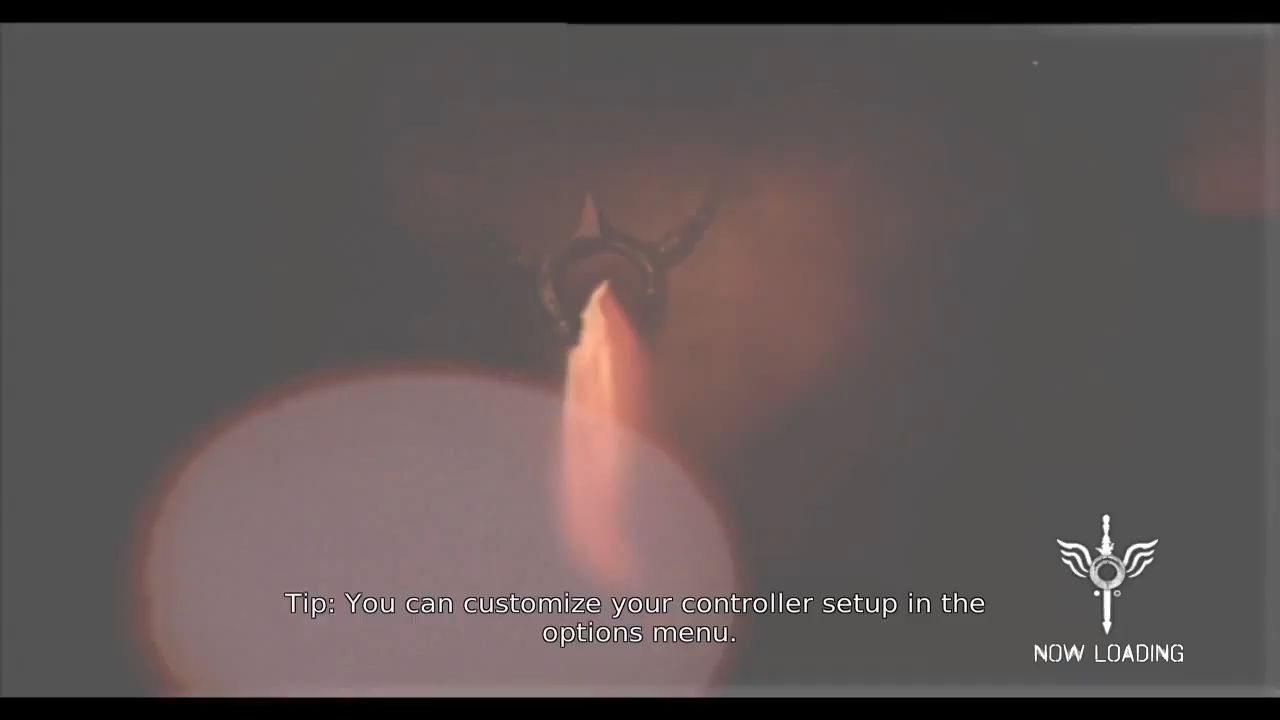 Tip: You can customize your controller setup in the
options menu.
NOW LOADING